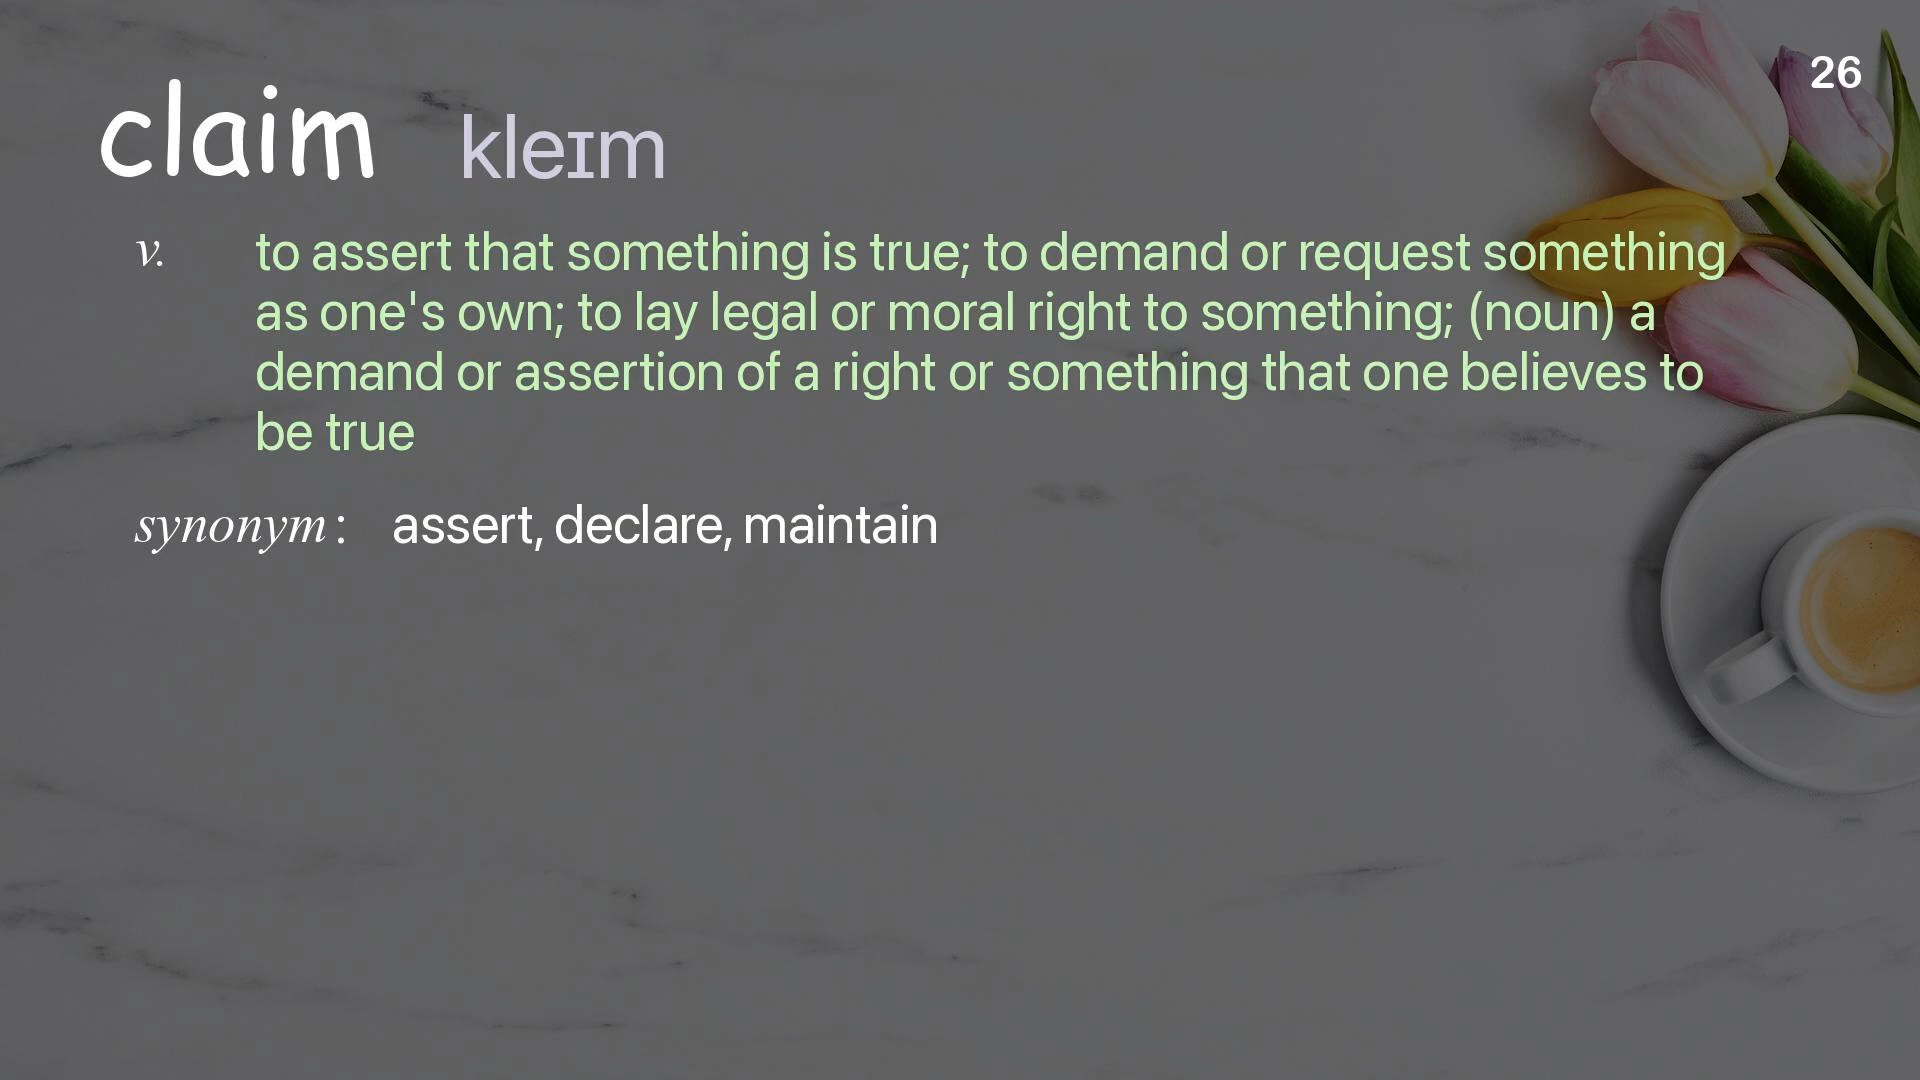 26
claim kleɪm
v. to assert that something is true; to demand or request something
as one's own; to lay legal or moral right to something; (noun) a
demand or assertion of a right or something that one believes to
be true
synonym : assert, declare, maintain